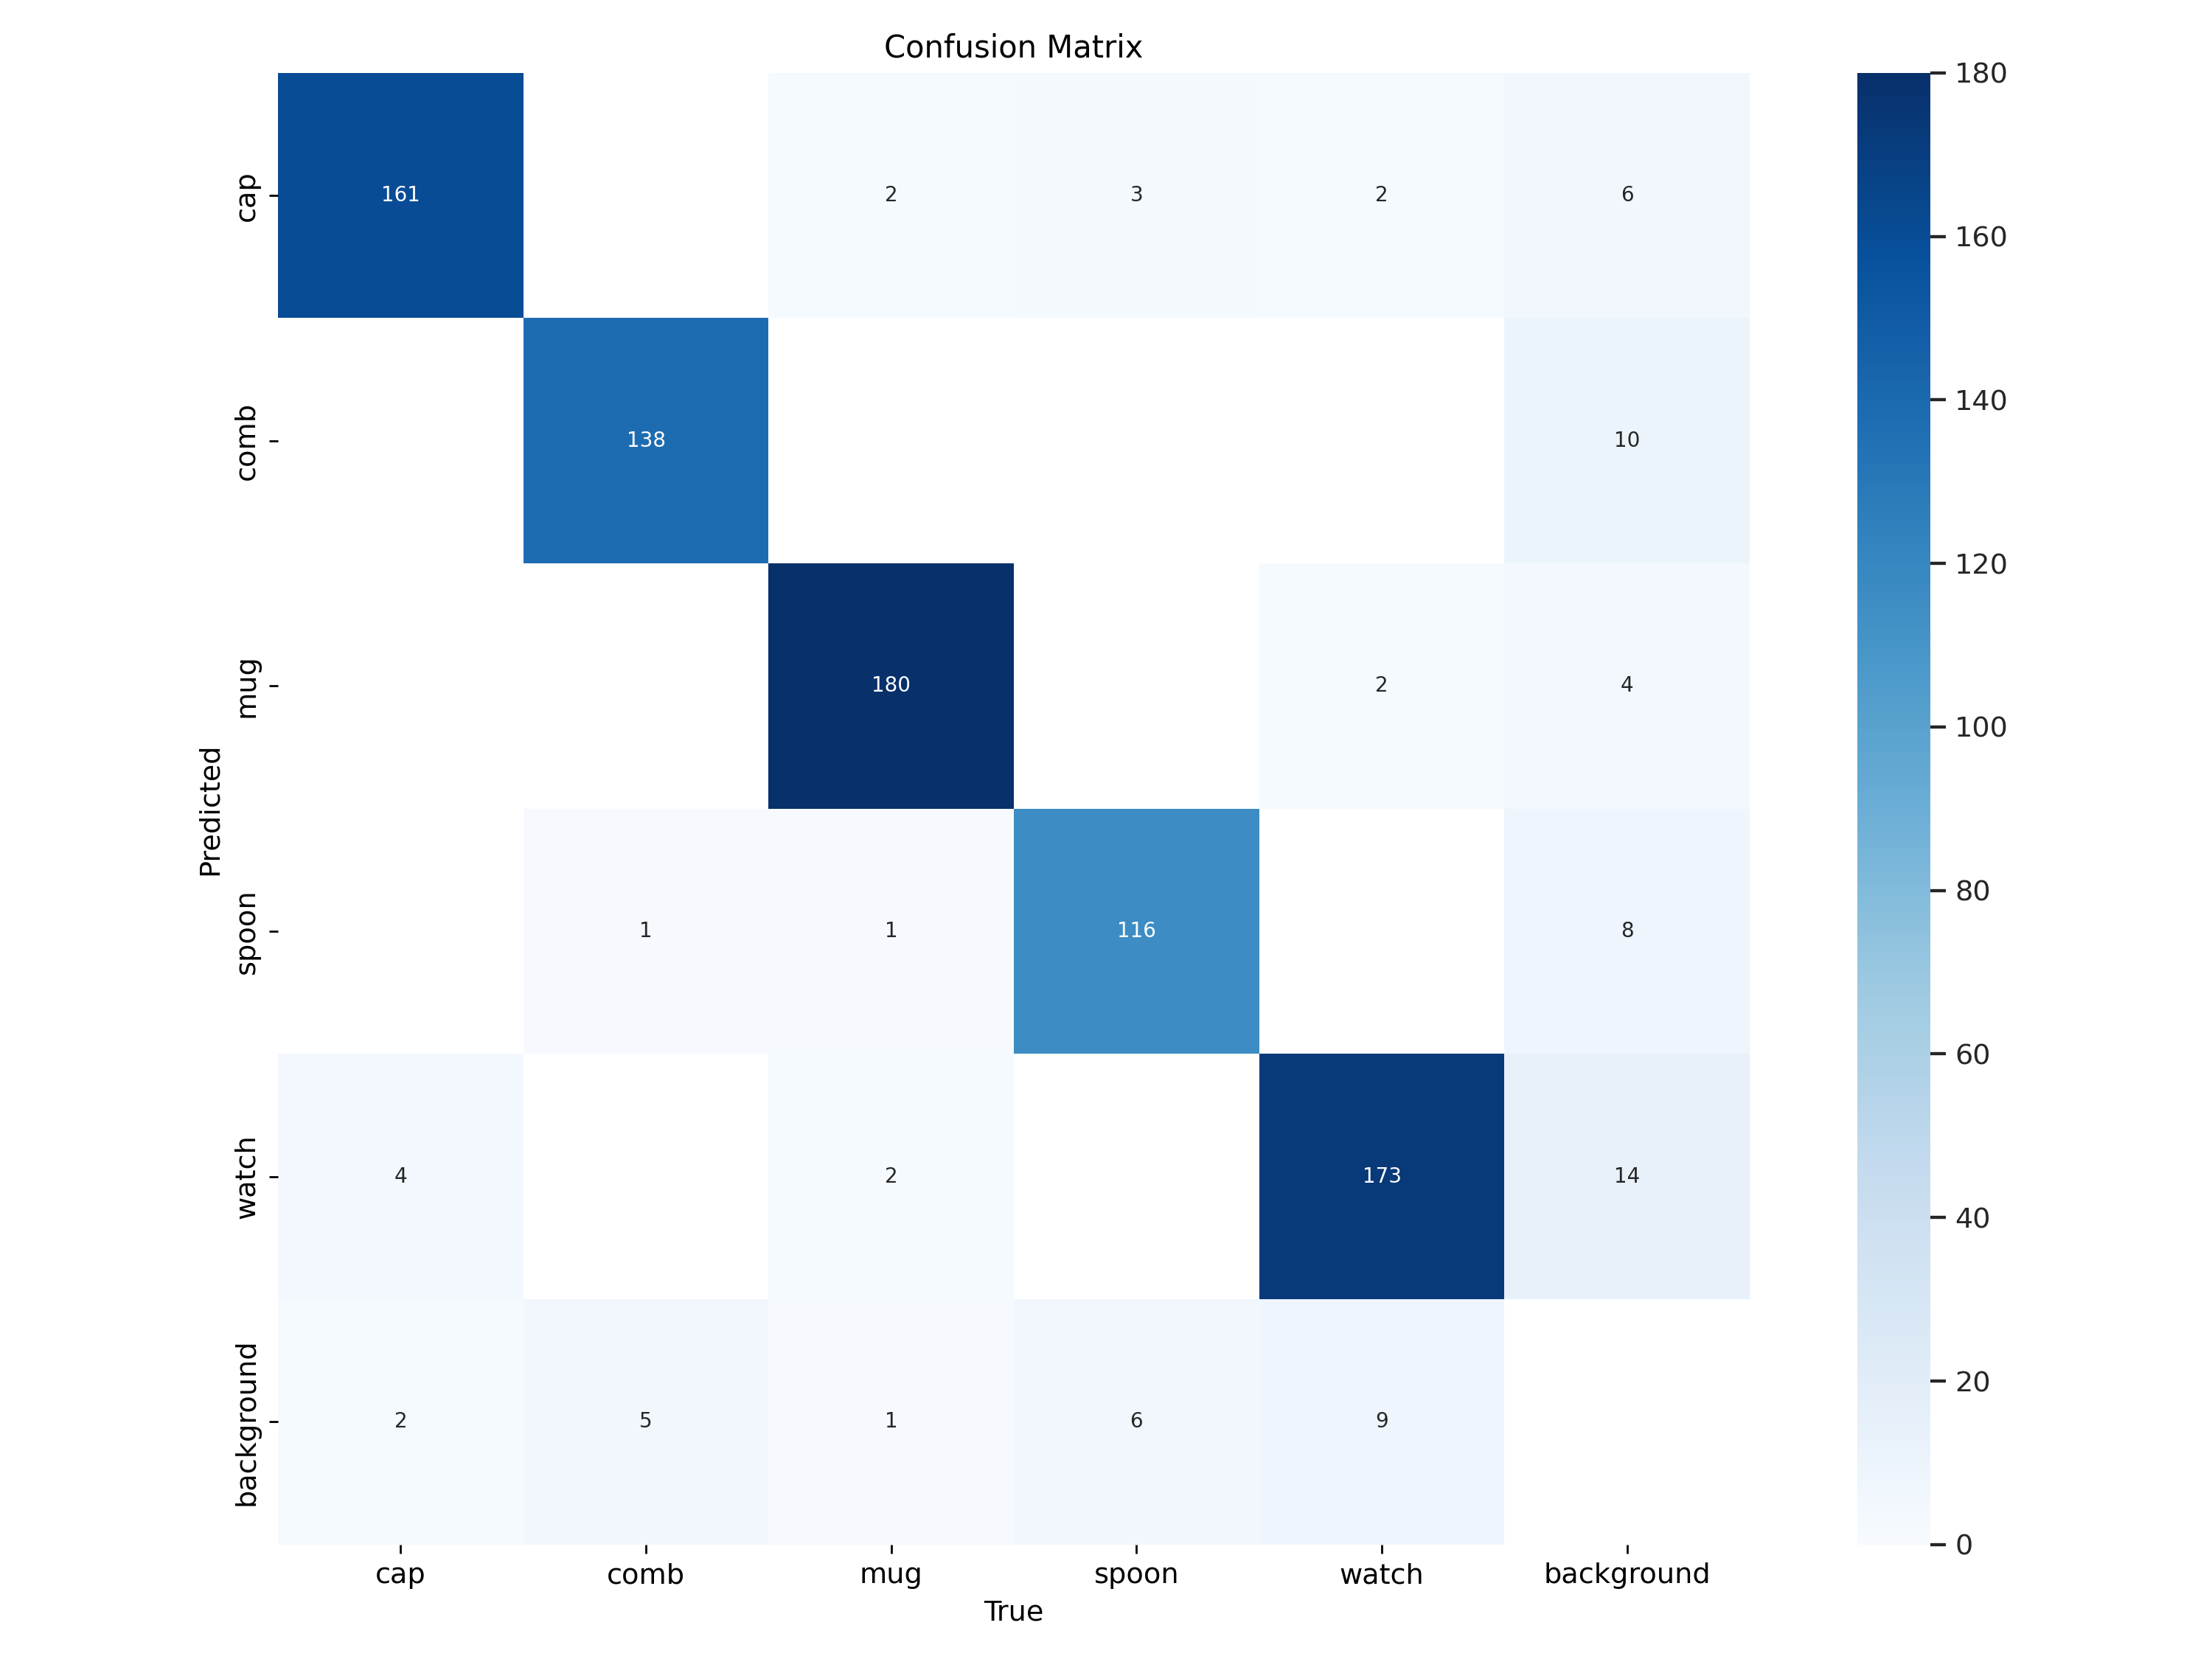 Confusion Matrix
cap 161 2 3 2 6
comb 138 10
mug 180 2 4
spoon 1 1 116 8
watch 4 2 173 14
background 2 5 1 6 9
cap comb mug spoon watch background
True
Predicted
180
160
140
120
100
80
60
40
20
0